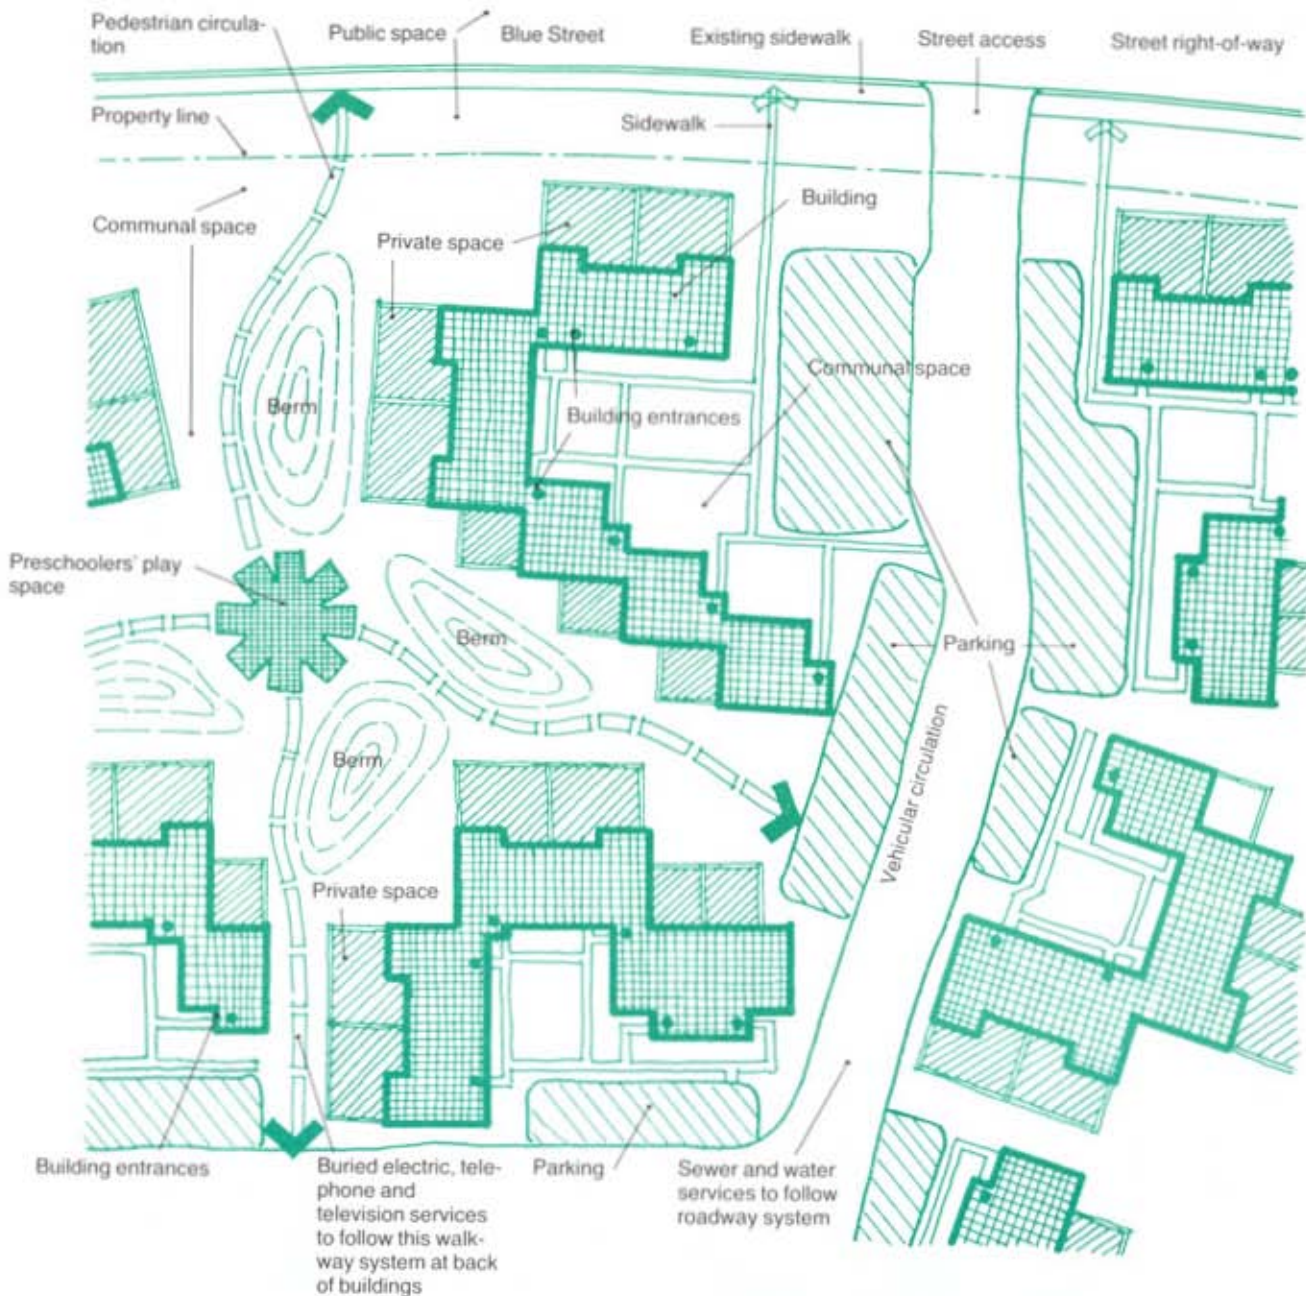 Pedestrian circula-
tion
Public space
Blue Street
Existing sidewalk
Street access
Street right-of-way
Property line
Sidewalk
Communal space
Private space
Building
Communal space
Berm
Building entrances
Preschoolers' play
space
Berm
Parking
Berm
Vehicular circulation
Private space
Building entrances
Buried electric, tele-
phone and
television services
to follow this walk-
way system at back
of buildings
Parking
Sewer and water
services to follow
roadway system